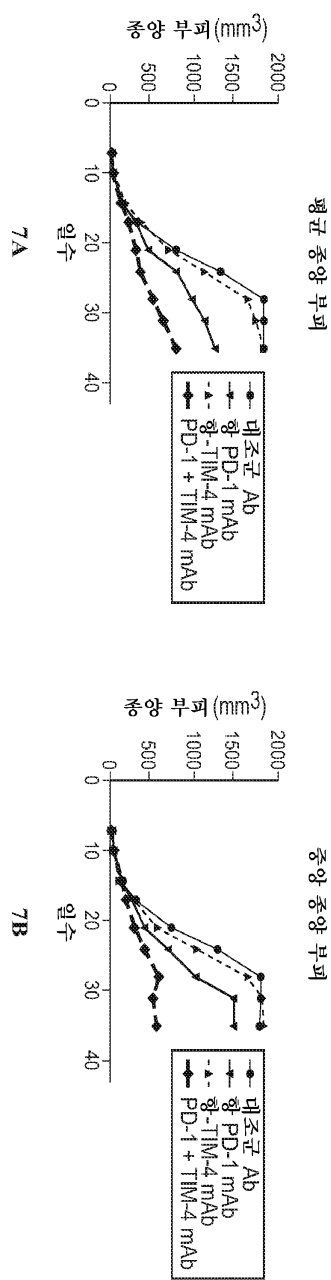 평균 종양 부피
종양 부피 (mm3)
2000
1500
1000
500
0
0
10
20
30
40
일수
대조군 Ab
항 PD-1 mAb
항-TIM-4 mAb
PD-1 + TIM-4 mAb
7A
중앙 종양 부피
종양 부피 (mm3)
2000
1500
1000
500
0
0
10
20
30
40
일수
대조군 Ab
항 PD-1 mAb
항-TIM-4 mAb
PD-1 + TIM-4 mAb
7B